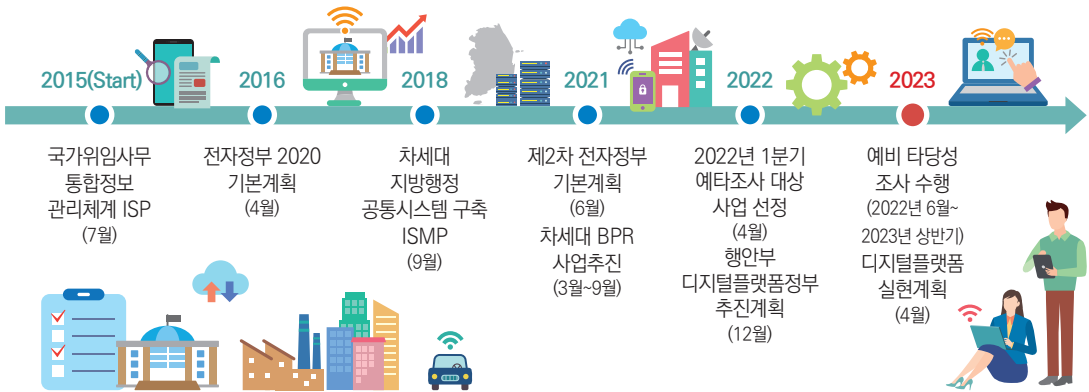 2015(Start)
국가위임사무
통합정보
관리체계 ISP
(7월)
2016
전자정부 2020
기본계획
(4월)
2018
차세대
지방행정
공통시스템 구축
ISMP
(9월)
2021
제2차 전자정부
기본계획
(6월)
차세대 BPR
사업추진
(3월~9월)
2022
2022년 1분기
예타조사 대상
사업 선정
(4월)
행안부
디지털플랫폼정부
추진계획
(12월)
2023
예비 타당성
조사 수행
(2022년 6월~
2023년 상반기)
디지털플랫폼
실현계획
(4월)